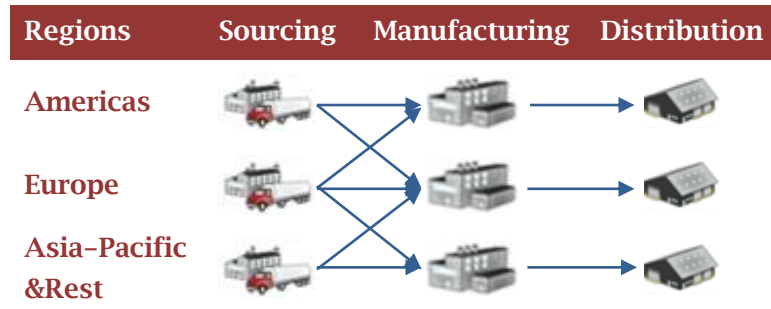 Regions Sourcing Manufacturing Distribution
Americas
Europe
Asia–Pacific
&Rest